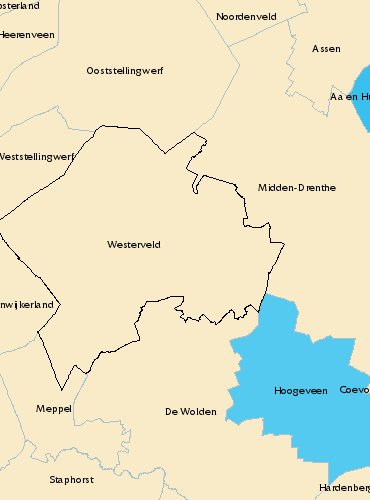 osterland
Noordenveld
Heerenveen
Assen
Ooststellingwerf
Aa en Hu
Weststellingwerf
Midden-Drenthe
Westerveld
nwijkerland
Hoogeveen
Coevo
Meppel
De Wolden
Staphorst
Hardenberg